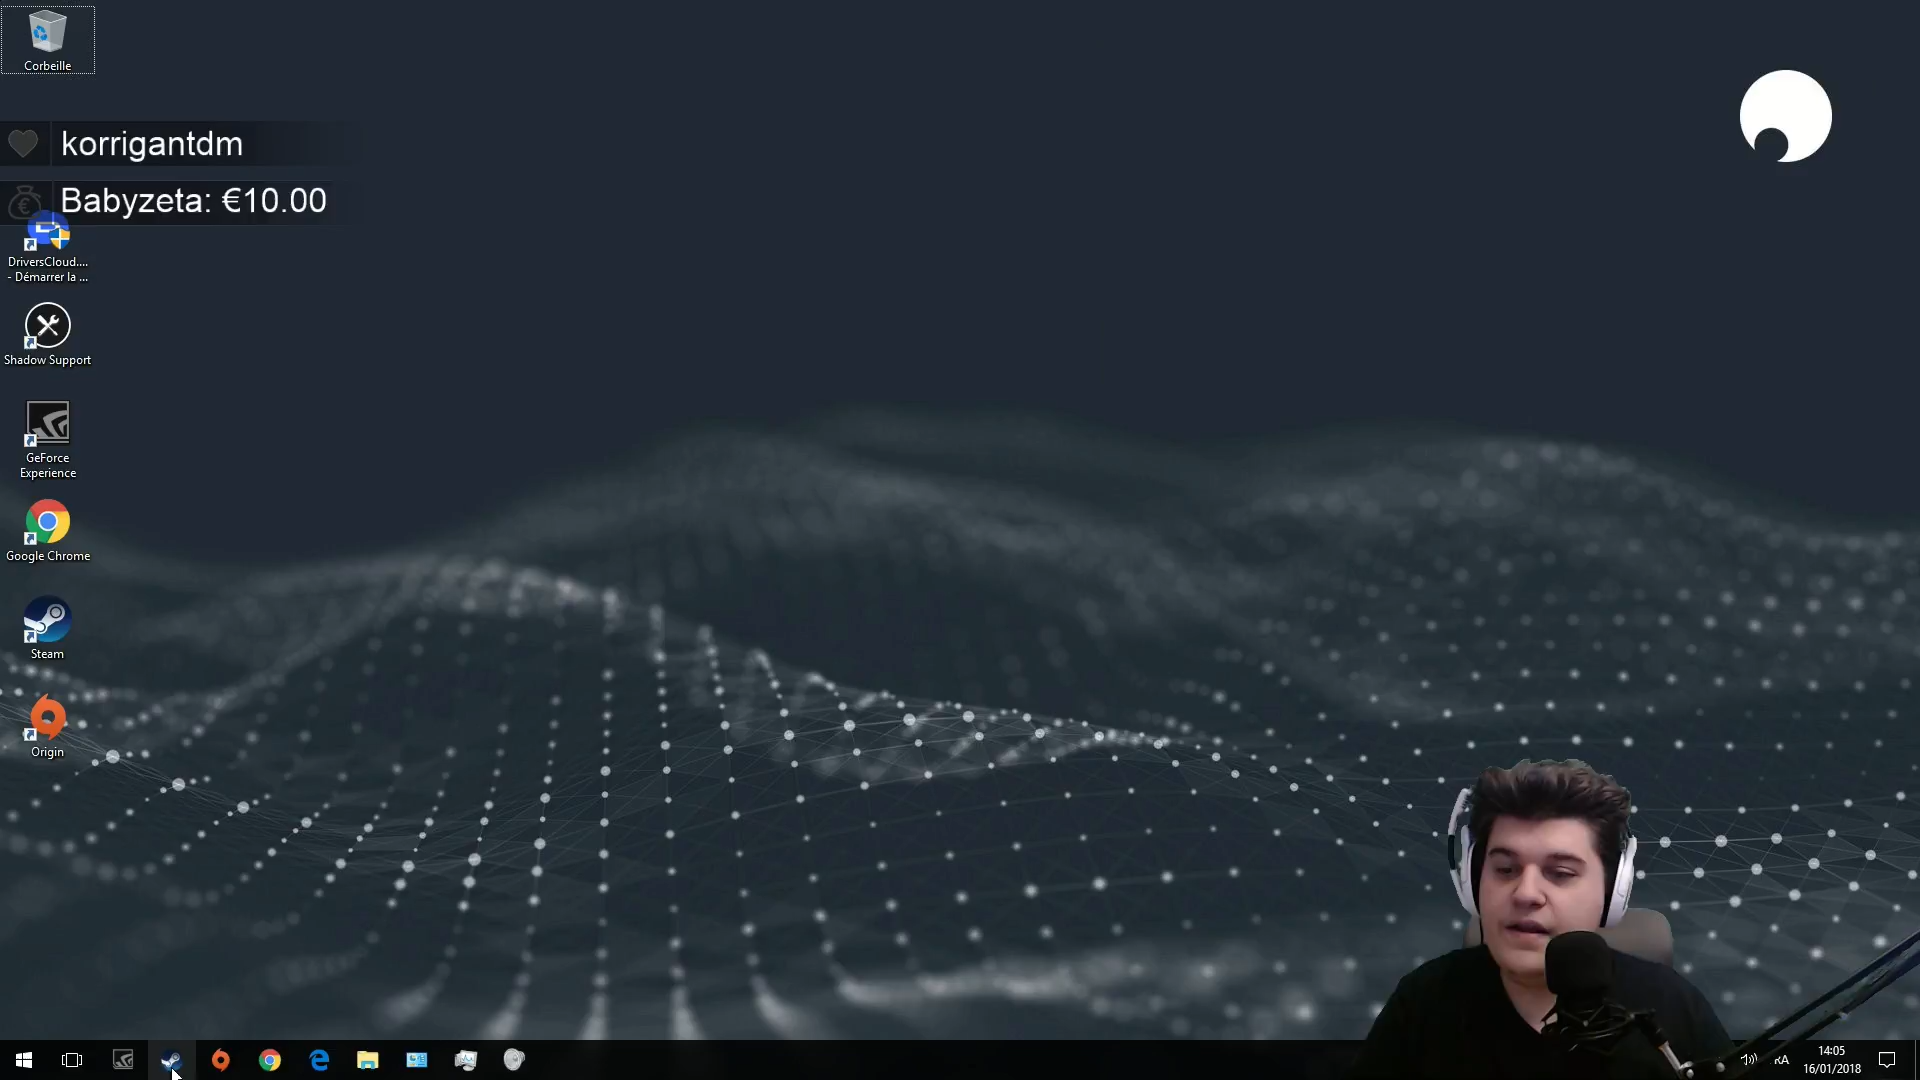 Corbeille
korrigantdm
Babyzeta: €10.00
DriversCloud....
- Démarrer la ...
Shadow Support
GeForce
Experience
Google Chrome
Steam
Origin
14:05
16/01/2018